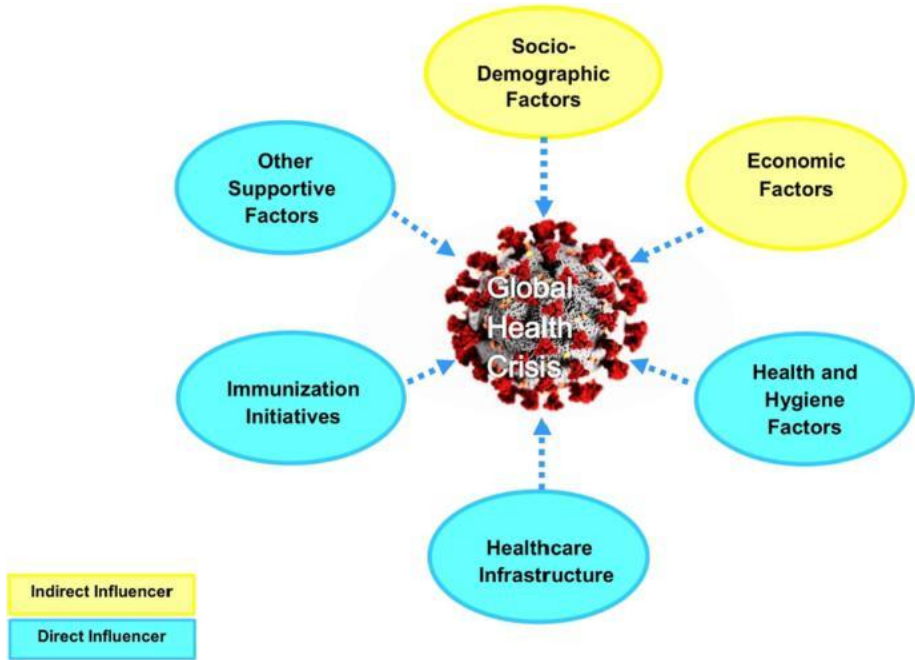 Socio-
Demographic
Factors
Other
Supportive
Factors
Economic
Factors
Global
Health
Crisis
Immunization
Initiatives
Health and
Hygiene
Factors
Healthcare
Infrastructure
Indirect Influencer
Direct Influencer